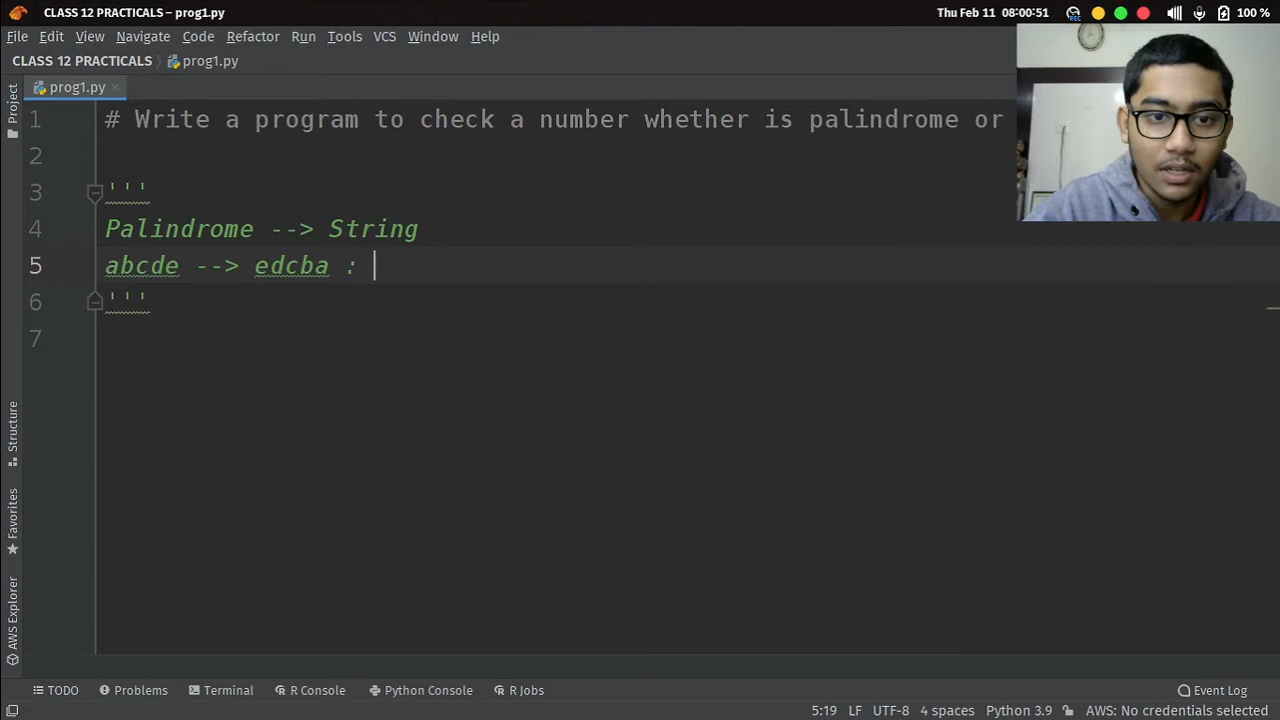 CLASS 12 PRACTICALS – prog1.py
Thu Feb 11 08:00:51
REC
100 %
File Edit View Navigate Code Refactor Run Tools VCS Window Help
CLASS 12 PRACTICALS prog1.py
prog1.py
Project
1 # Write a program to check a number whether is palindrome or
2
3 '''
4 Palindrome --> String
5 abcde --> edcba :
6 '''
7
Structure
Favorites
AWS Explorer
TODO Problems Terminal R Console Python Console R Jobs Event Log
5:19 LF UTF-8 4 spaces Python 3.9 AWS: No credentials selected